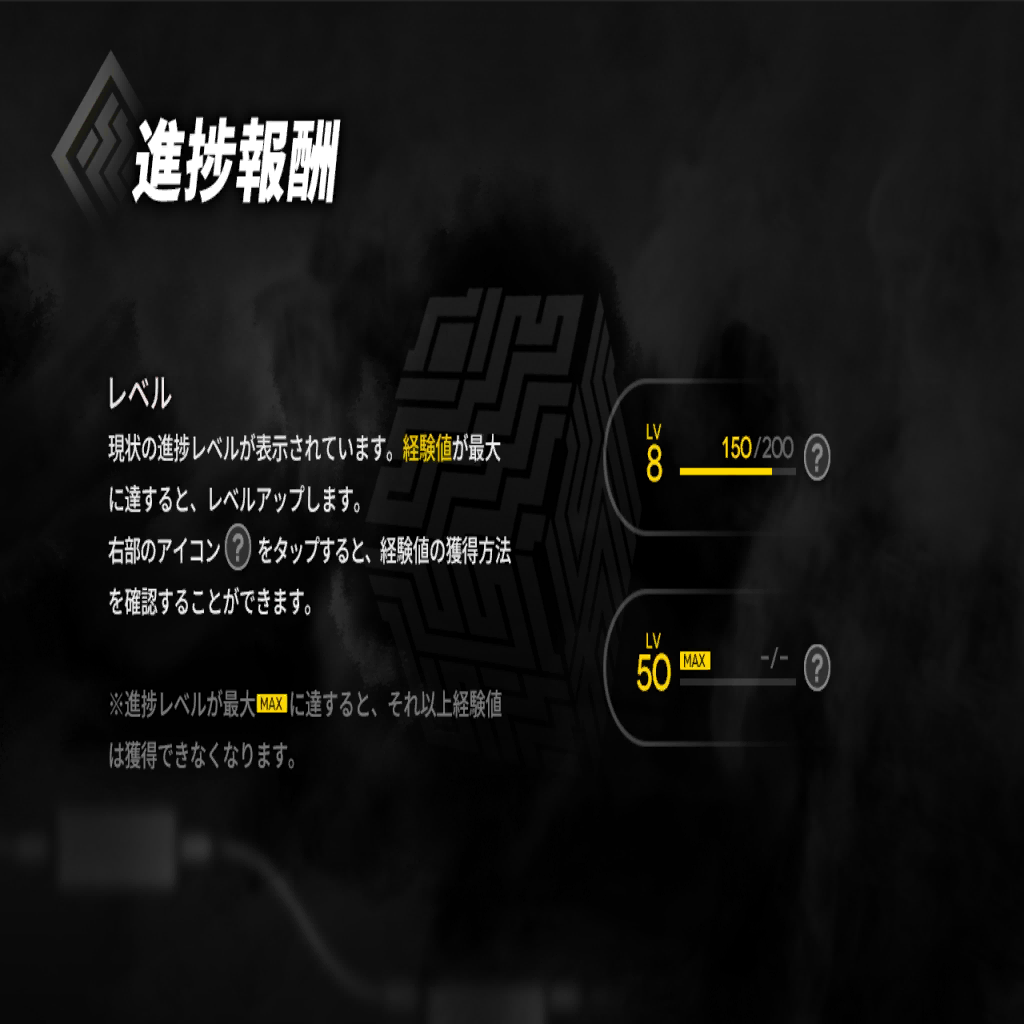 進捗報酬
レベル
現状の進捗レベルが表示されています。経験値が最大
に達すると、レベルアップします。
右部のアイコン ? をタップすると、経験値の獲得方法
を確認することができます。
※進捗レベルが最大 MAX に達すると、それ以上経験値
は獲得できなくなります。
LV
8
150/200
?
LV
50
MAX
-/-
?